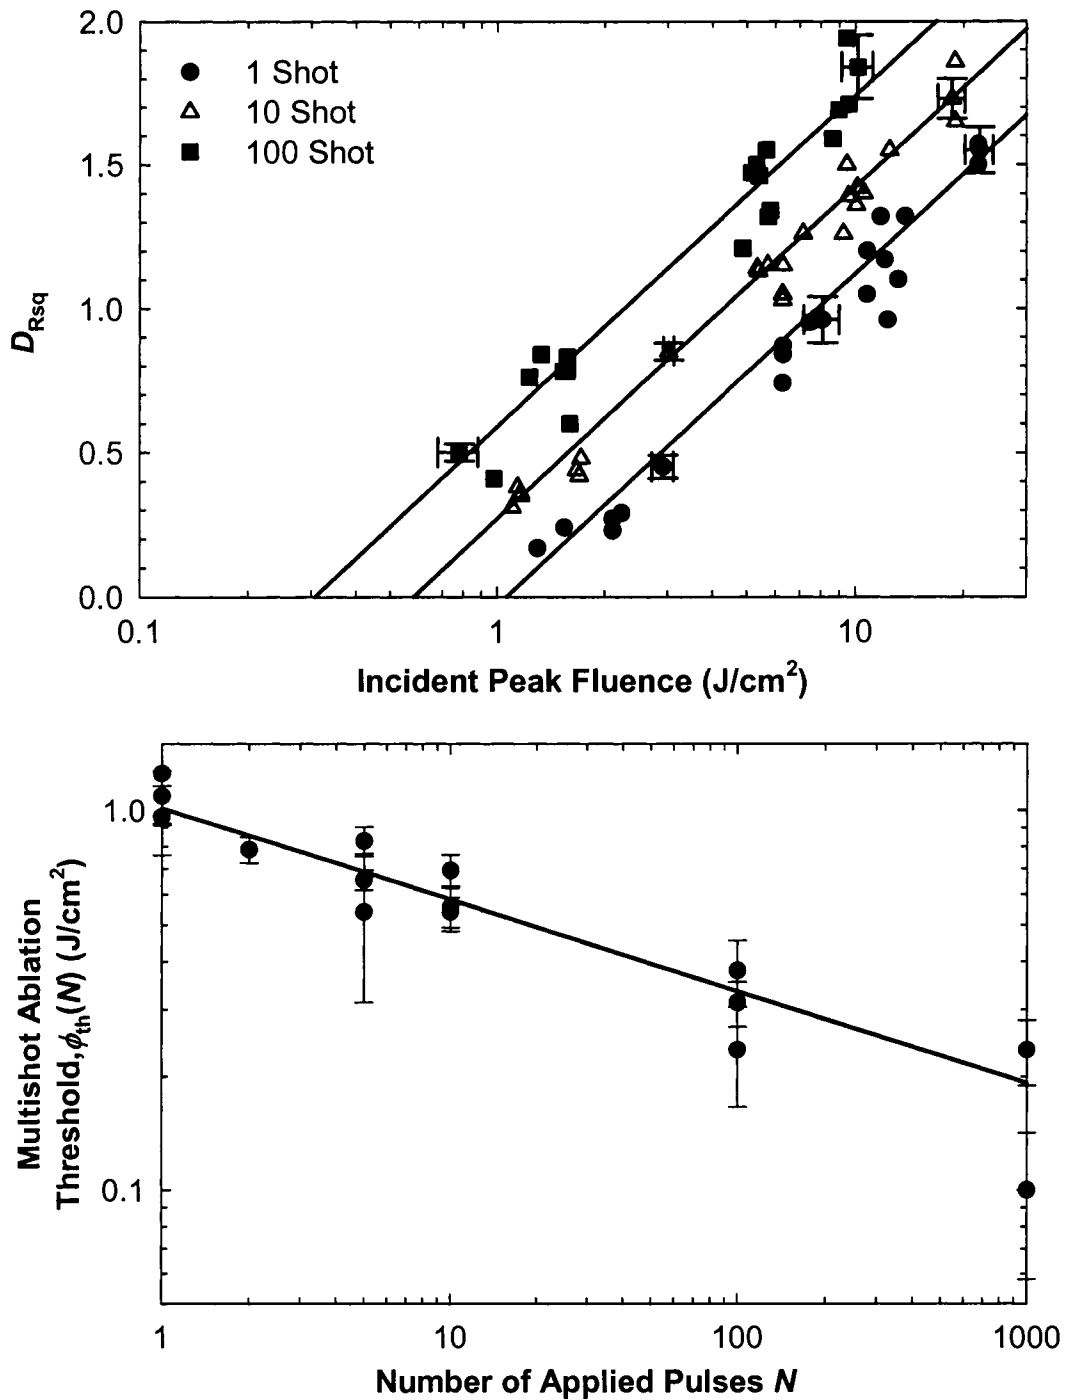 2.0
1 Shot
10 Shot
100 Shot
1.5
1.0
0.5
0.0
D_Rsq
0.1 1 10
Incident Peak Fluence (J/cm²)
1.0
0.1
Multishot Ablation
Threshold,ϕ_th(N) (J/cm²)
1 10 100 1000
Number of Applied Pulses N